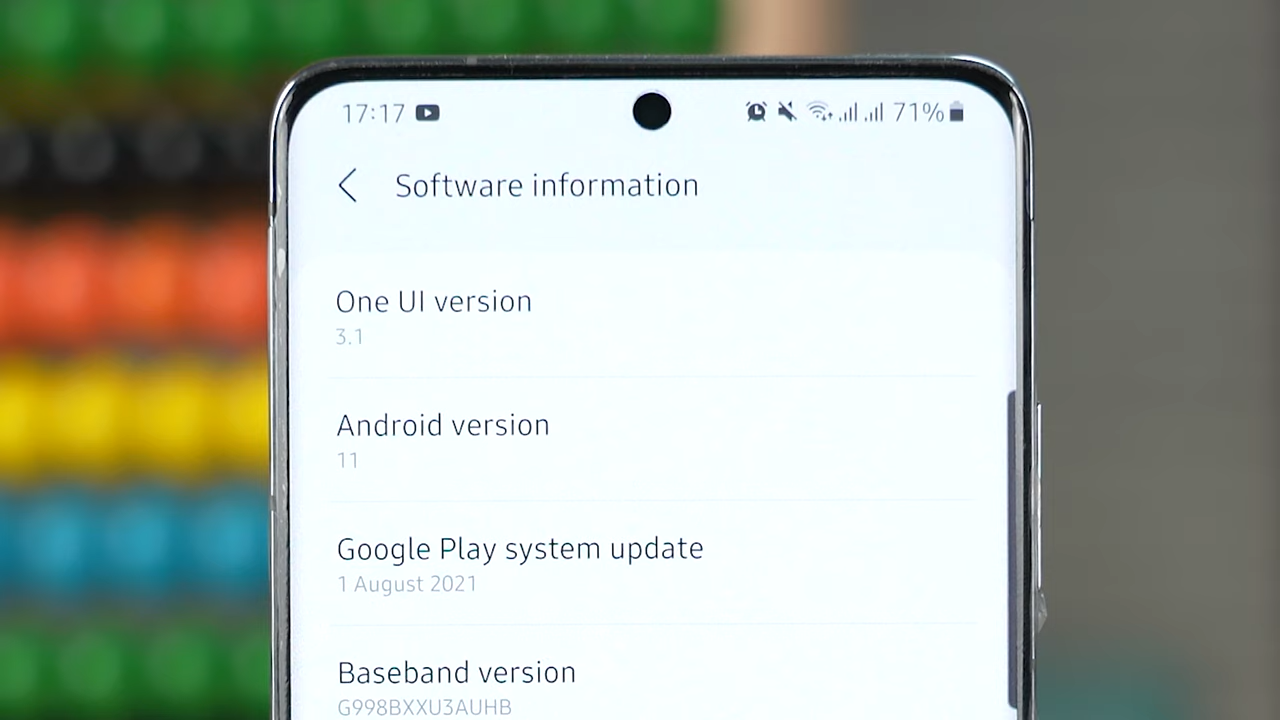 17:17 71%
Software information
One UI version
3.1
Android version
11
Google Play system update
1 August 2021
Baseband version
G998BXXU3AUHB